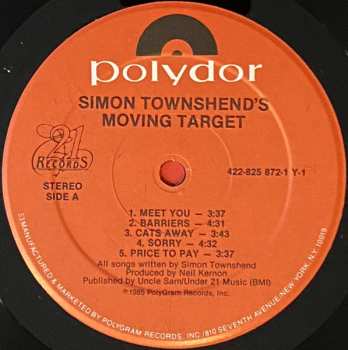 polydor
SIMON TOWNSHEND'S
MOVING TARGET
21
RECORDS
STEREO
SIDE A
422-825 872-1 Y-1
1. MEET YOU — 3:37
2. BARRIERS — 4:32
3. CATS AWAY — 3:43
4. SORRY — 4:32
5. PRICE TO PAY — 3:37
All songs written by Simon Townshend
Produced by Neil Kernon
Published by Uncle Sam/Under 21 Music (BMI)
℗1985 PolyGram Records, Inc.
MANUFACTURED & MARKETED BY POLYGRAM RECORDS, INC./810 SEVENTH AVENUE/NEW YORK, N.Y. 10019